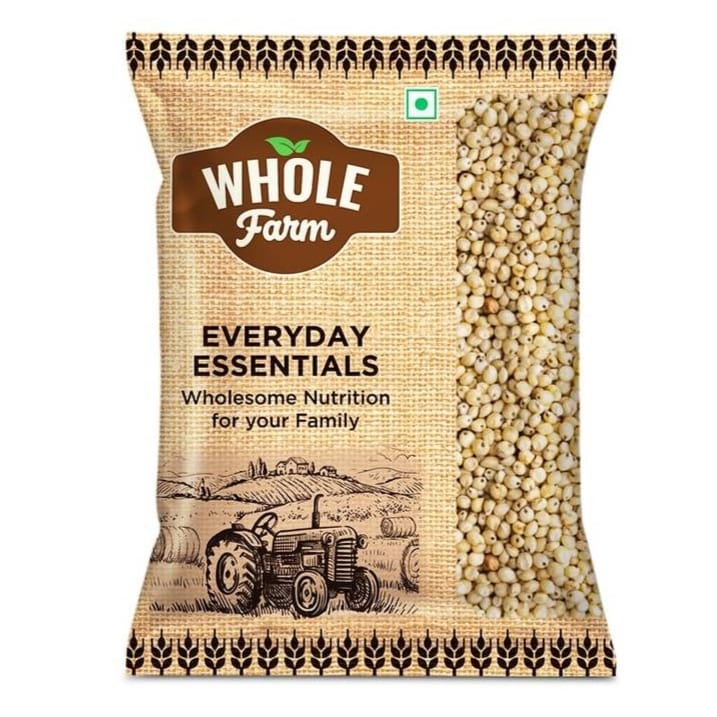 WHOLE
Farm
EVERYDAY
ESSENTIALS
Wholesome Nutrition
for your Family